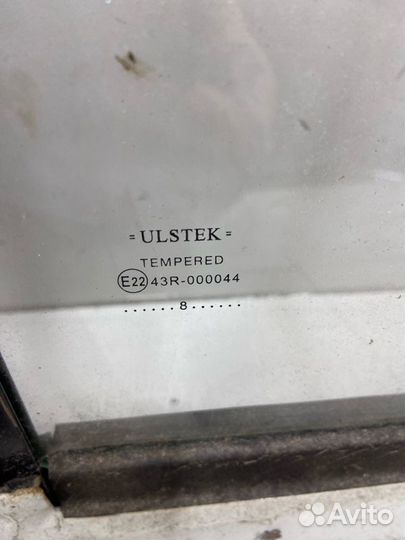 = ULSTEK =
TEMPERED
E22 43R-000044
......8......
Avito